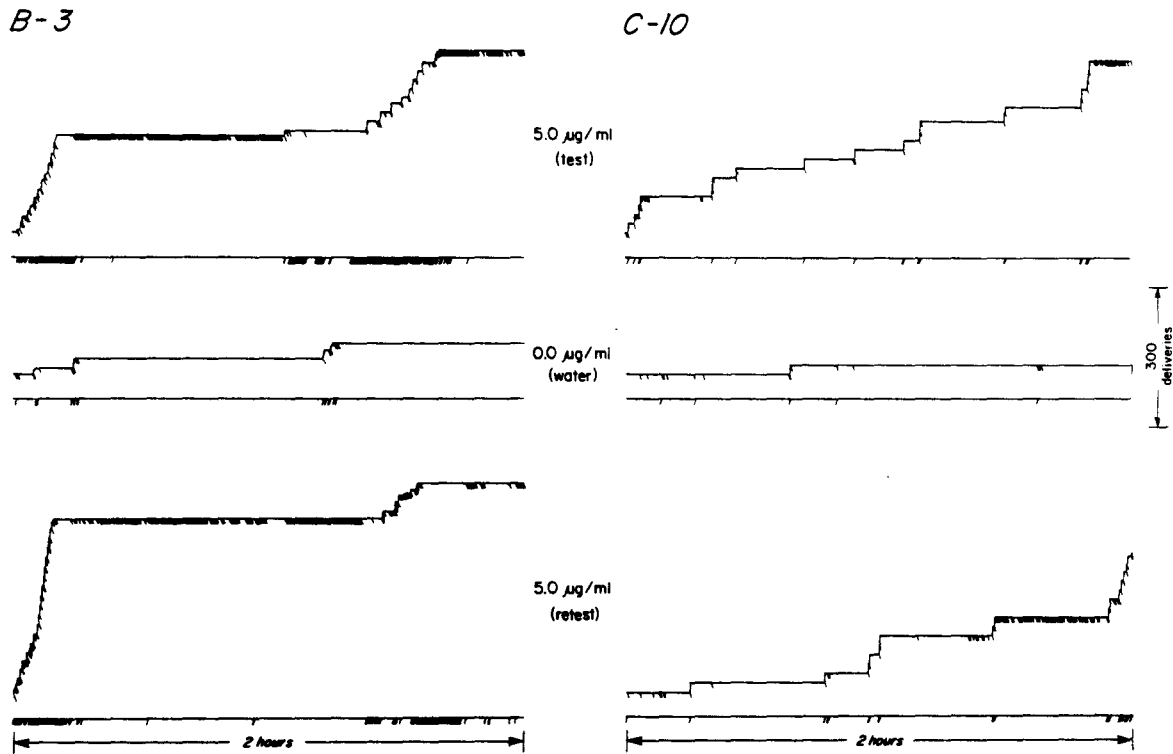 B-3
C-10
5.0 µg/ml
(test)
0.0 µg/ml
(water)
300
deliveries
5.0 µg/ml
(retest)
2 hours
2 hours